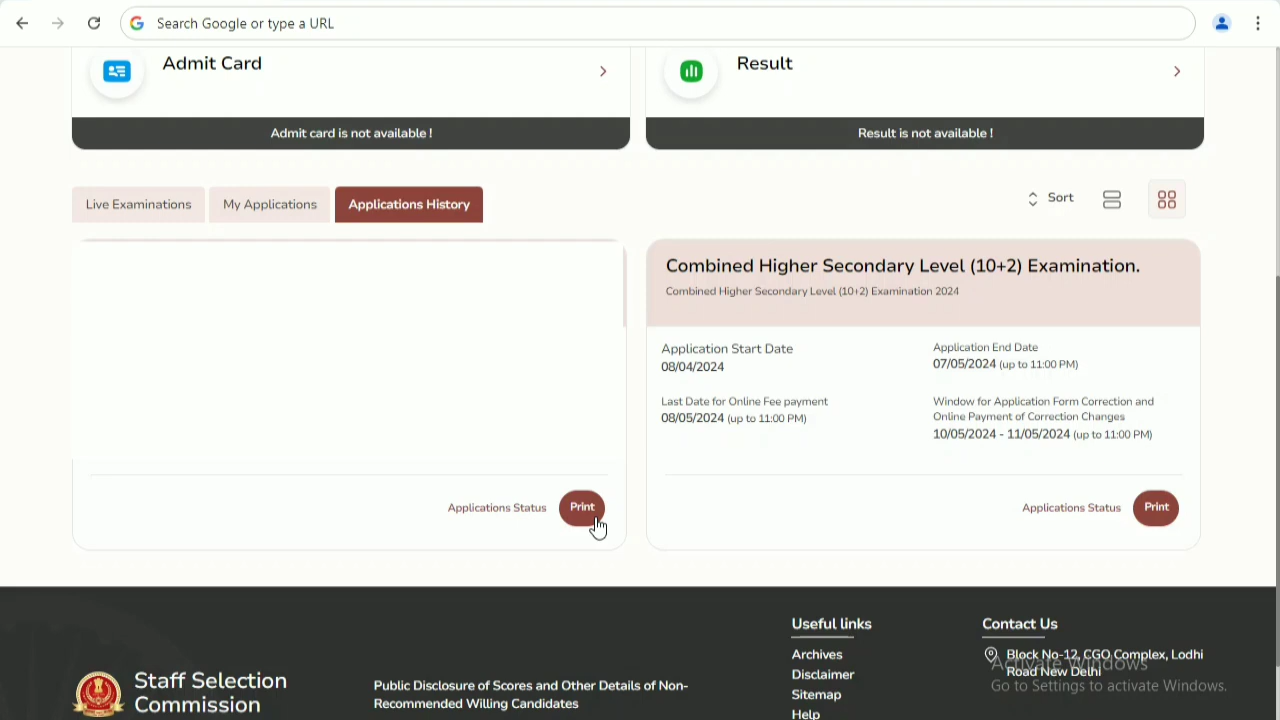 Search Google or type a URL
Admit Card
Result
Admit card is not available !
Result is not available !
Live Examinations
My Applications
Applications History
Sort
Combined Higher Secondary Level (10+2) Examination.
Combined Higher Secondary Level (10+2) Examination 2024
Application Start Date
08/04/2024
Application End Date
07/05/2024 (up to 11:00 PM)
Last Date for Online Fee payment
08/05/2024 (up to 11:00 PM)
Window for Application Form Correction and
Online Payment of Correction Changes
10/05/2024 - 11/05/2024 (up to 11:00 PM)
Applications Status
Print
Applications Status
Print
Staff Selection
Commission
Public Disclosure of Scores and Other Details of Non-
Recommended Willing Candidates
Useful links
Archives
Disclaimer
Sitemap
Help
Contact Us
Block No-12, CGO Complex, Lodhi
Road New Delhi
Activate Windows
Go to Settings to activate Windows.